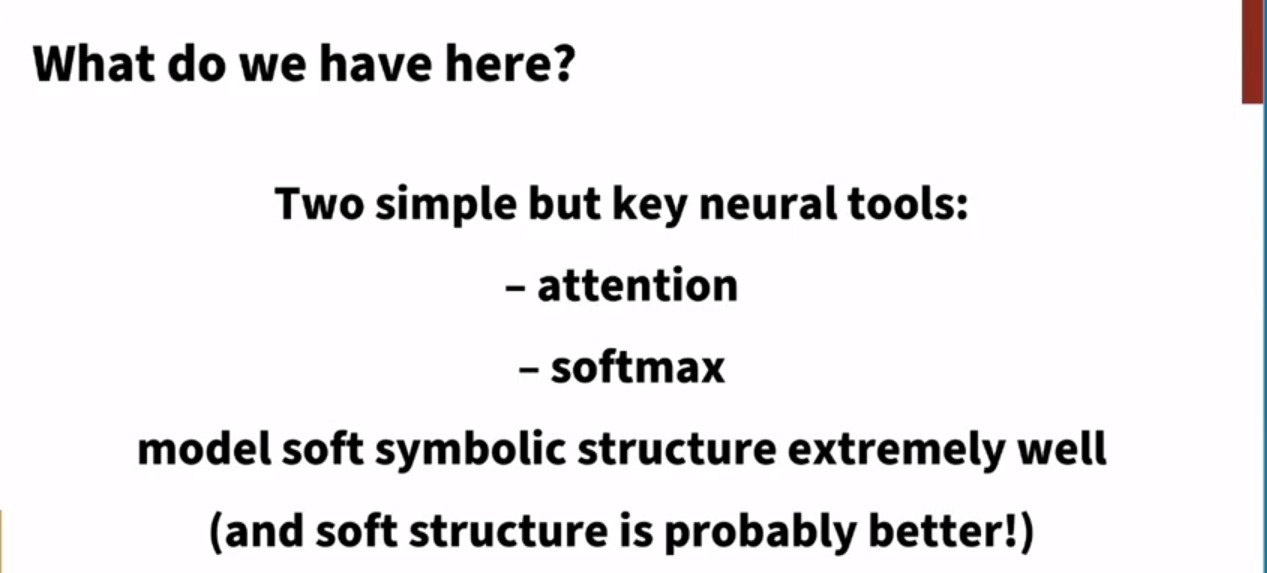 What do we have here?
Two simple but key neural tools:
– attention
– softmax
model soft symbolic structure extremely well
(and soft structure is probably better!)